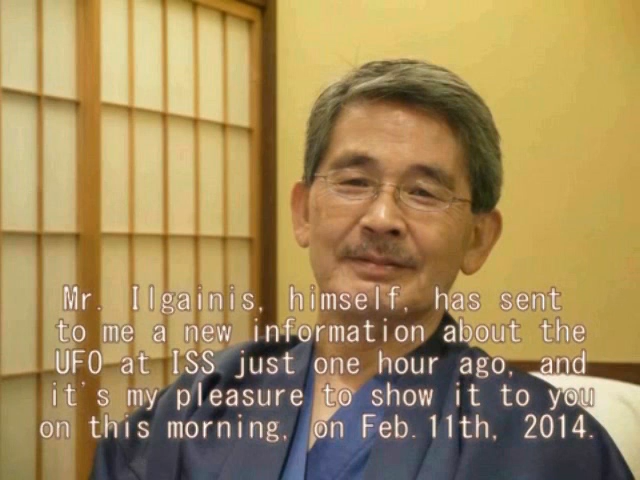 Mr. Ilgainis, himself, has sent
to me a new information about the
UFO at ISS just one hour ago, and
it's my pleasure to show it to you
on this morning, on Feb.11th, 2014.